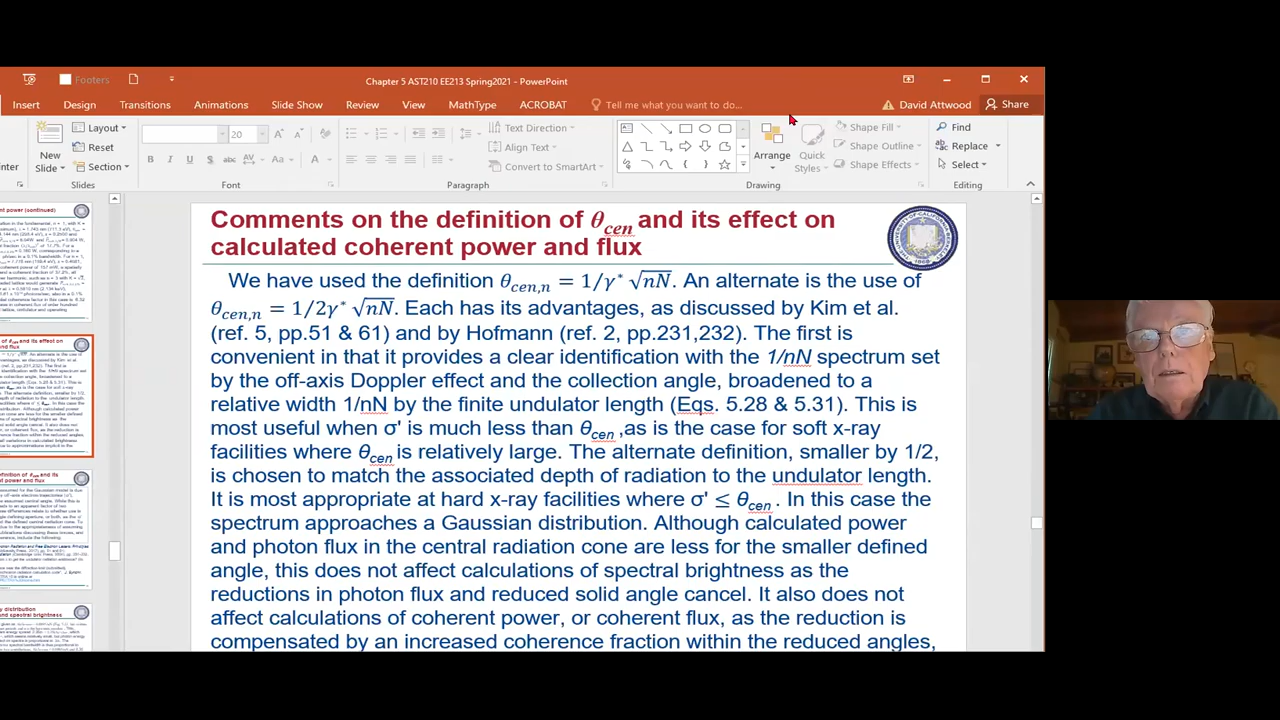 Footers
Chapter 5 AST210 EE213 Spring2021 - PowerPoint
Insert Design Transitions Animations Slide Show Review View MathType ACROBAT Tell me what you want to do... David Attwood Share
New Slide
Layout
Reset
Section
Slides
20
B I U S abc AV Aa A
Font
Text Direction
Align Text
Convert to SmartArt
Paragraph
Arrange
Quick Styles
Shape Fill
Shape Outline
Shape Effects
Drawing
Find
Replace
Select
Editing
Comments on the definition of θcen and its effect on
calculated coherent power and flux
We have used the definition θcen,n = 1/γ* √nN. An alternate is the use of
θcen,n = 1/2γ* √nN. Each has its advantages, as discussed by Kim et al.
(ref. 5, pp.51 & 61) and by Hofmann (ref. 2, pp.231,232). The first is
convenient in that it provides a clear identification with the 1/nN spectrum set
by the off-axis Doppler effect and the collection angle, broadened to a
relative width 1/nN by the finite undulator length (Eqs. 5.28 & 5.31). This is
most useful when σ' is much less than θcen ,as is the case for soft x-ray
facilities where θcen is relatively large. The alternate definition, smaller by 1/2,
is chosen to match the associated depth of radiation to the undulator length.
It is most appropriate at hard x-ray facilities where σ' ≤ θcen . In this case the
spectrum approaches a Gaussian distribution. Although calculated power
and photon flux in the central radiation cone are less for the smaller defined
angle, this does not affect calculations of spectral brightness as the
reductions in photon flux and reduced solid angle cancel. It also does not
affect calculations of coherent power, or coherent flux, as the reduction is
compensated by an increased coherence fraction within the reduced angles,